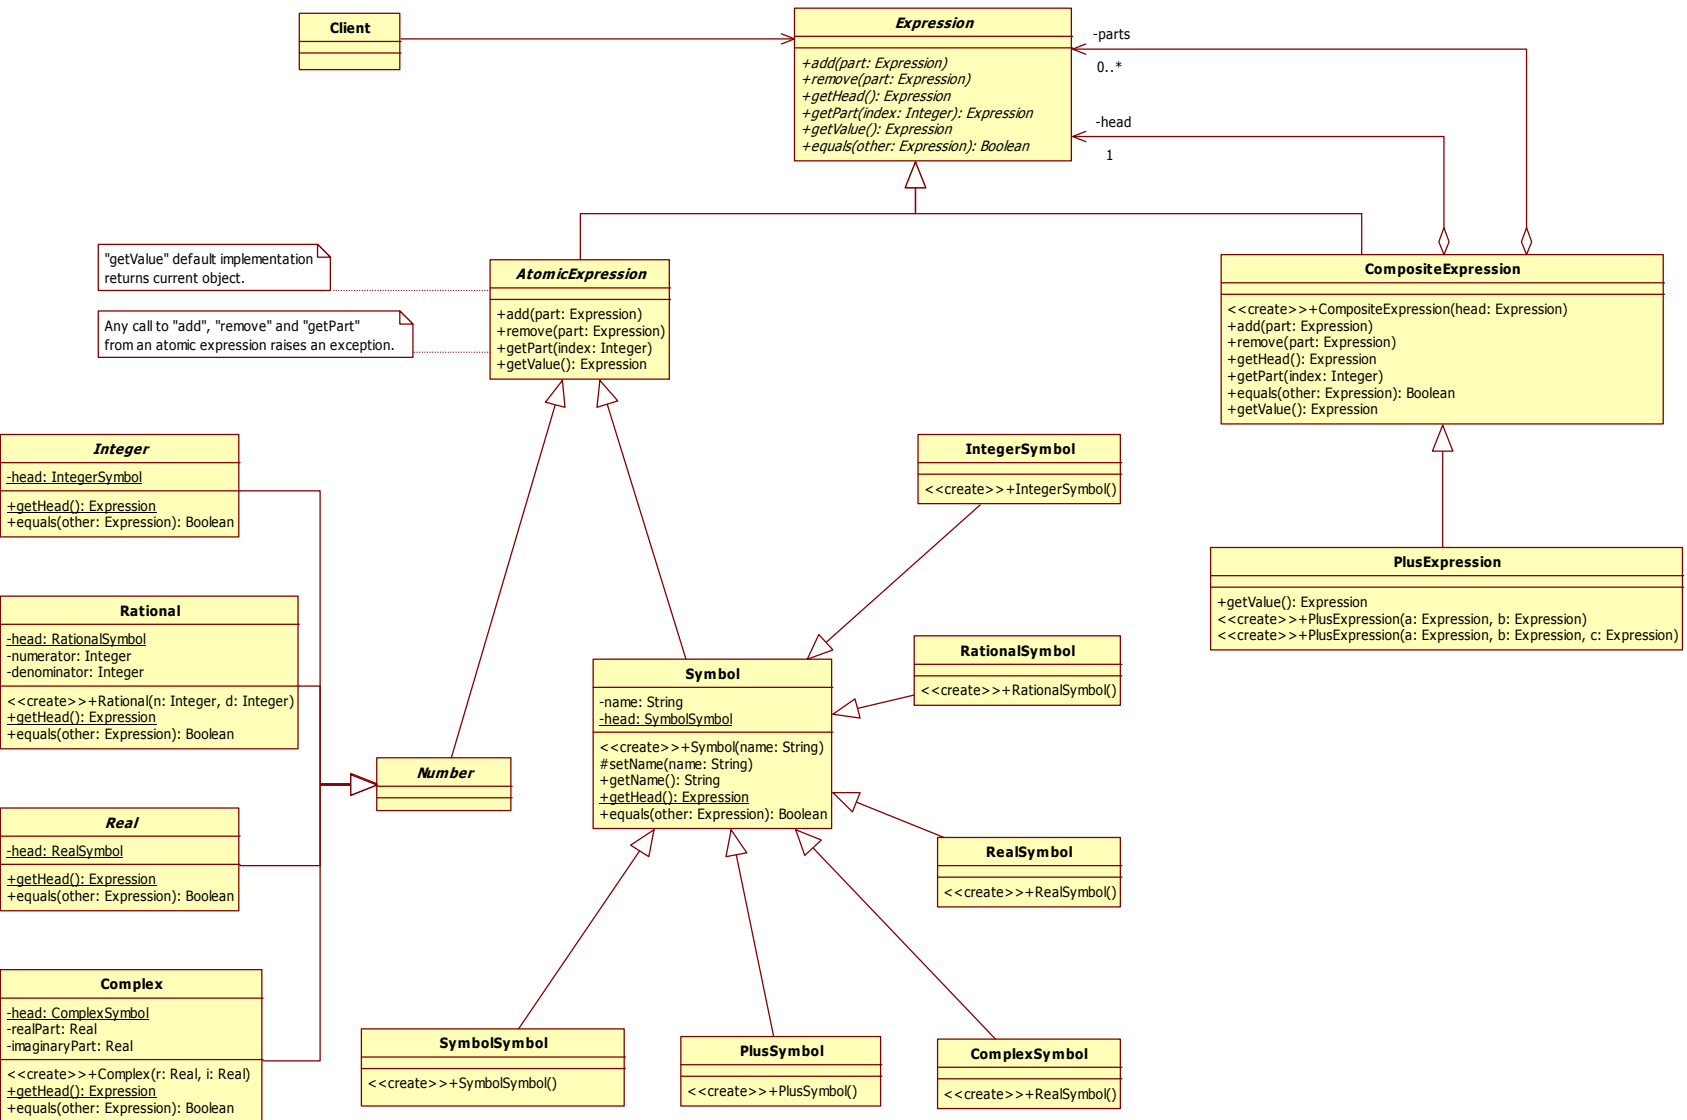 Client
Expression
+add(part: Expression)
+remove(part: Expression)
+getHead(): Expression
+getPart(index: Integer): Expression
+getValue(): Expression
+equals(other: Expression): Boolean
-parts
0..*
-head
1
"getValue" default implementation
returns current object.
Any call to "add", "remove" and "getPart"
from an atomic expression raises an exception.
AtomicExpression
+add(part: Expression)
+remove(part: Expression)
+getPart(index: Integer)
+getValue(): Expression
CompositeExpression
<<create>>+CompositeExpression(head: Expression)
+add(part: Expression)
+remove(part: Expression)
+getHead(): Expression
+getPart(index: Integer)
+equals(other: Expression): Boolean
+getValue(): Expression
Integer
-head: IntegerSymbol
+getHead(): Expression
+equals(other: Expression): Boolean
IntegerSymbol
<<create>>+IntegerSymbol()
PlusExpression
+getValue(): Expression
<<create>>+PlusExpression(a: Expression, b: Expression)
<<create>>+PlusExpression(a: Expression, b: Expression, c: Expression)
Rational
-head: RationalSymbol
-numerator: Integer
-denominator: Integer
<<create>>+Rational(n: Integer, d: Integer)
+getHead(): Expression
+equals(other: Expression): Boolean
Symbol
-name: String
-head: SymbolSymbol
<<create>>+Symbol(name: String)
#setName(name: String)
+getName(): String
+getHead(): Expression
+equals(other: Expression): Boolean
RationalSymbol
<<create>>+RationalSymbol()
Number
Real
-head: RealSymbol
+getHead(): Expression
+equals(other: Expression): Boolean
RealSymbol
<<create>>+RealSymbol()
Complex
-head: ComplexSymbol
-realPart: Real
-imaginaryPart: Real
<<create>>+Complex(r: Real, i: Real)
+getHead(): Expression
+equals(other: Expression): Boolean
SymbolSymbol
<<create>>+SymbolSymbol()
PlusSymbol
<<create>>+PlusSymbol()
ComplexSymbol
<<create>>+RealSymbol()